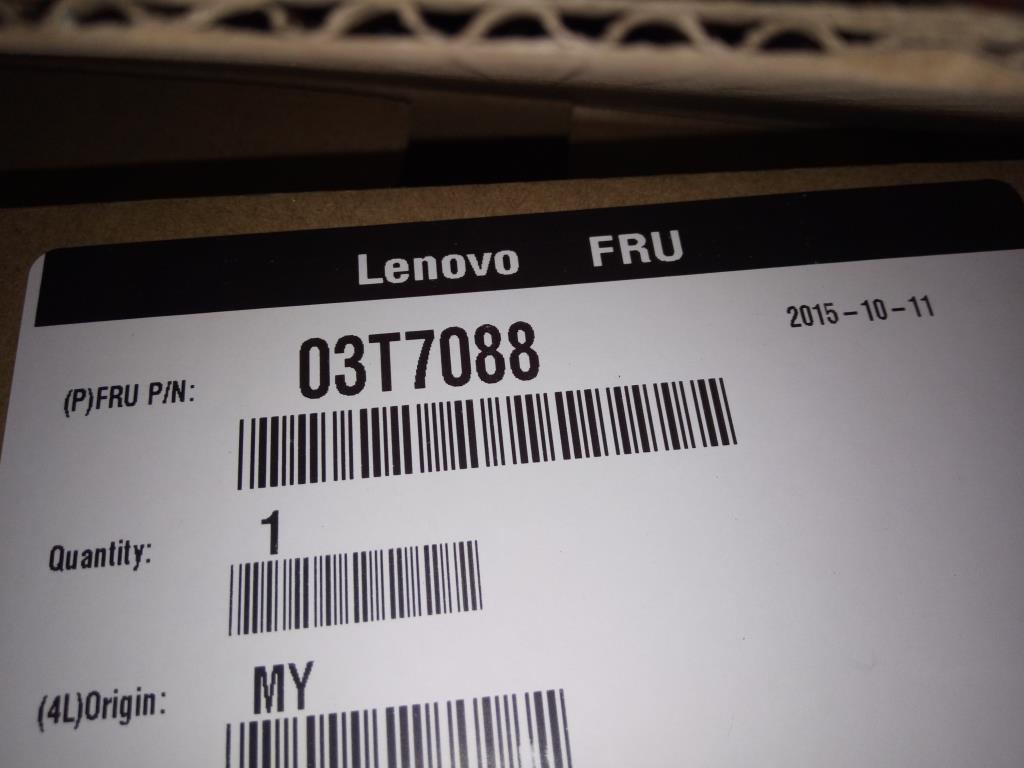 Lenovo FRU
2015-10-11
(P)FRU P/N: 03T7088
Quantity: 1
(4L)Origin: MY